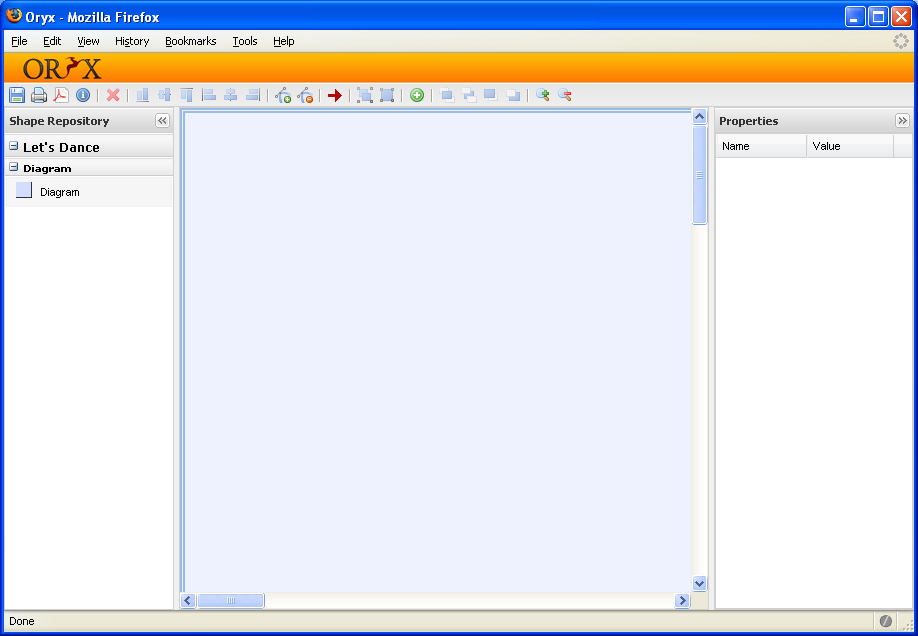 Oryx - Mozilla Firefox
File Edit View History Bookmarks Tools Help
ORYX
Shape Repository
Properties
Let's Dance
Name Value
Diagram
Diagram
Done